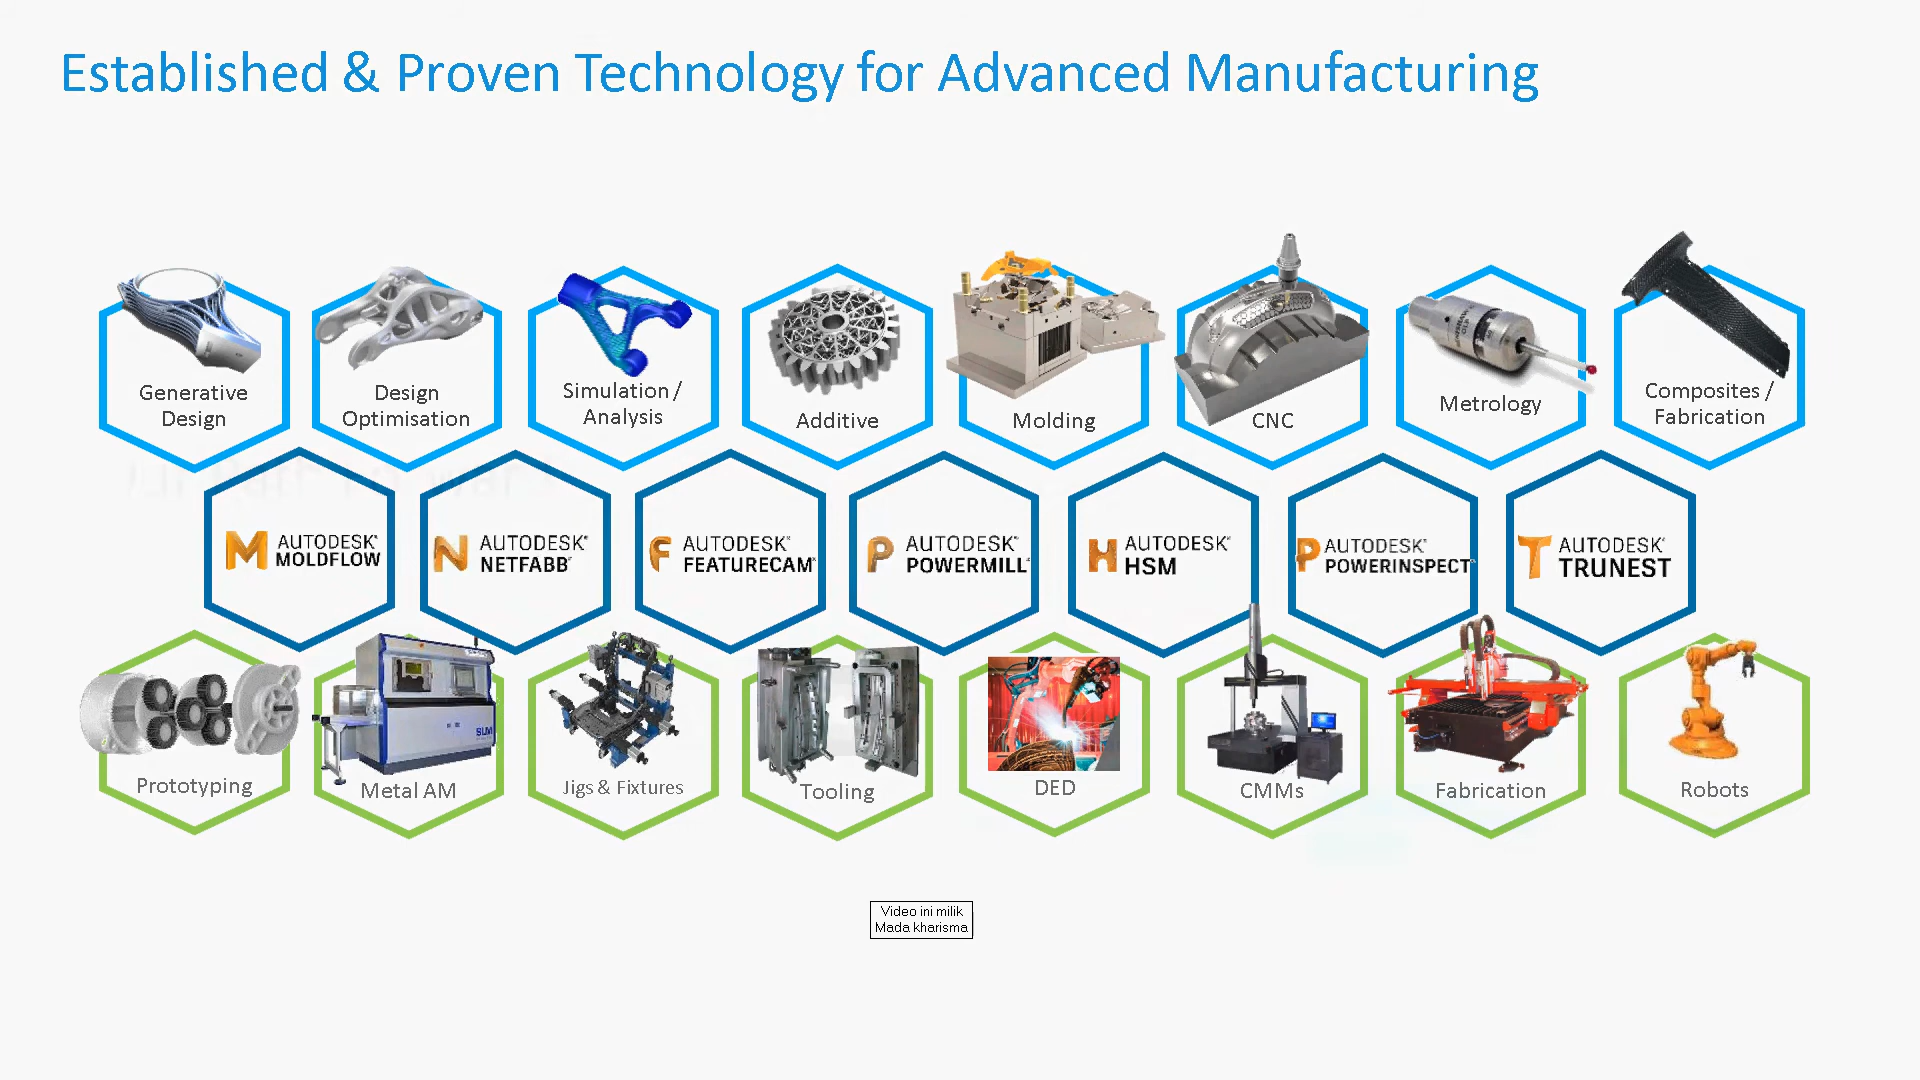 Established & Proven Technology for Advanced Manufacturing
Generative
Design
Design
Optimisation
Simulation /
Analysis
Additive
Molding
CNC
Metrology
Composites /
Fabrication
M AUTODESK®
MOLDFLOW®
N AUTODESK®
NETFABB®
F AUTODESK®
FEATURECAM®
P AUTODESK®
POWERMILL®
H AUTODESK®
HSM
P AUTODESK®
POWERINSPECT®
T AUTODESK®
TRUNEST
SLM
Prototyping
Metal AM
Jigs & Fixtures
Tooling
DED
CMMs
Fabrication
Robots
Video ini milik
Mada kharisma